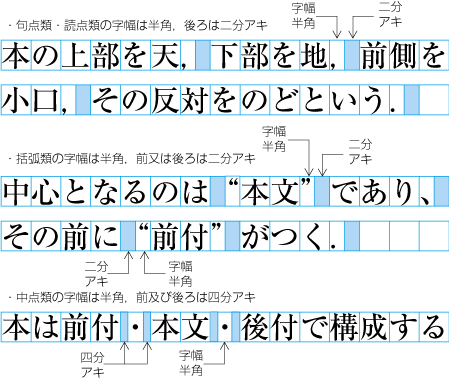 ・句点類・読点類の字幅は半角，後ろは二分アキ
字幅
半角
二分
アキ
本の上部を天，下部を地，前側を
小口，その反対をのどという．
・括弧類の字幅は半角，前又は後ろは二分アキ
字幅
半角
二分
アキ
中心となるのは“本文”であり、
その前に“前付”がつく．
二分
アキ
字幅
半角
・中点類の字幅は半角，前及び後ろは四分アキ
本は前付・本文・後付で構成する
四分
アキ
字幅
半角